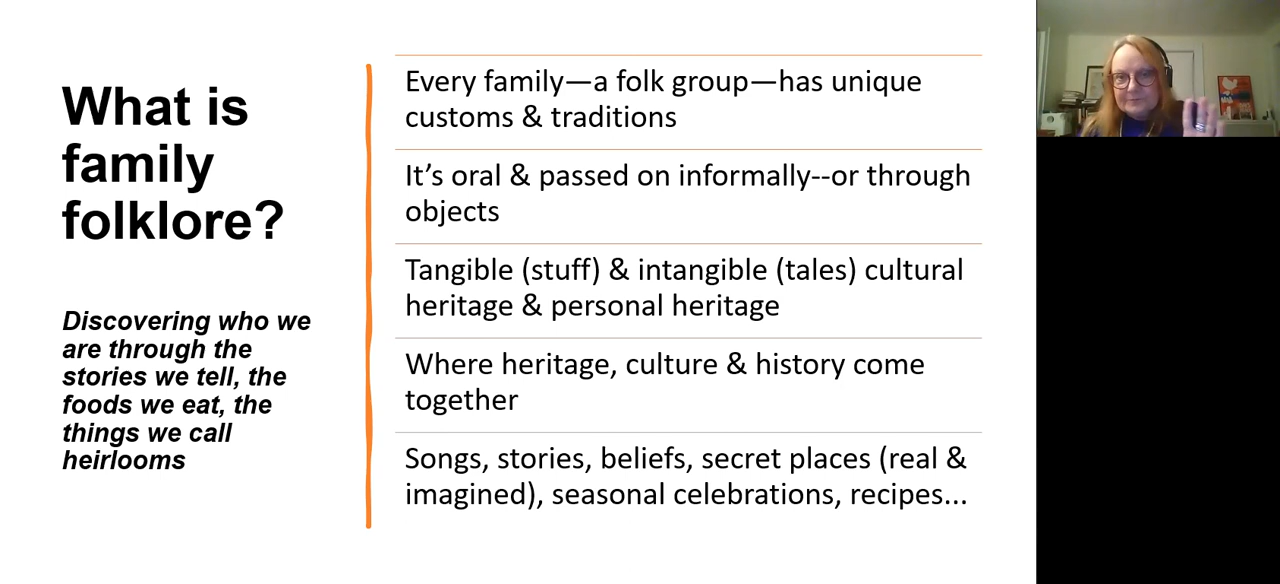 What is
family
folklore?
Discovering who we
are through the
stories we tell, the
foods we eat, the
things we call
heirlooms
Every family—a folk group—has unique
customs & traditions
It’s oral & passed on informally--or through
objects
Tangible (stuff) & intangible (tales) cultural
heritage & personal heritage
Where heritage, culture & history come
together
Songs, stories, beliefs, secret places (real &
imagined), seasonal celebrations, recipes...